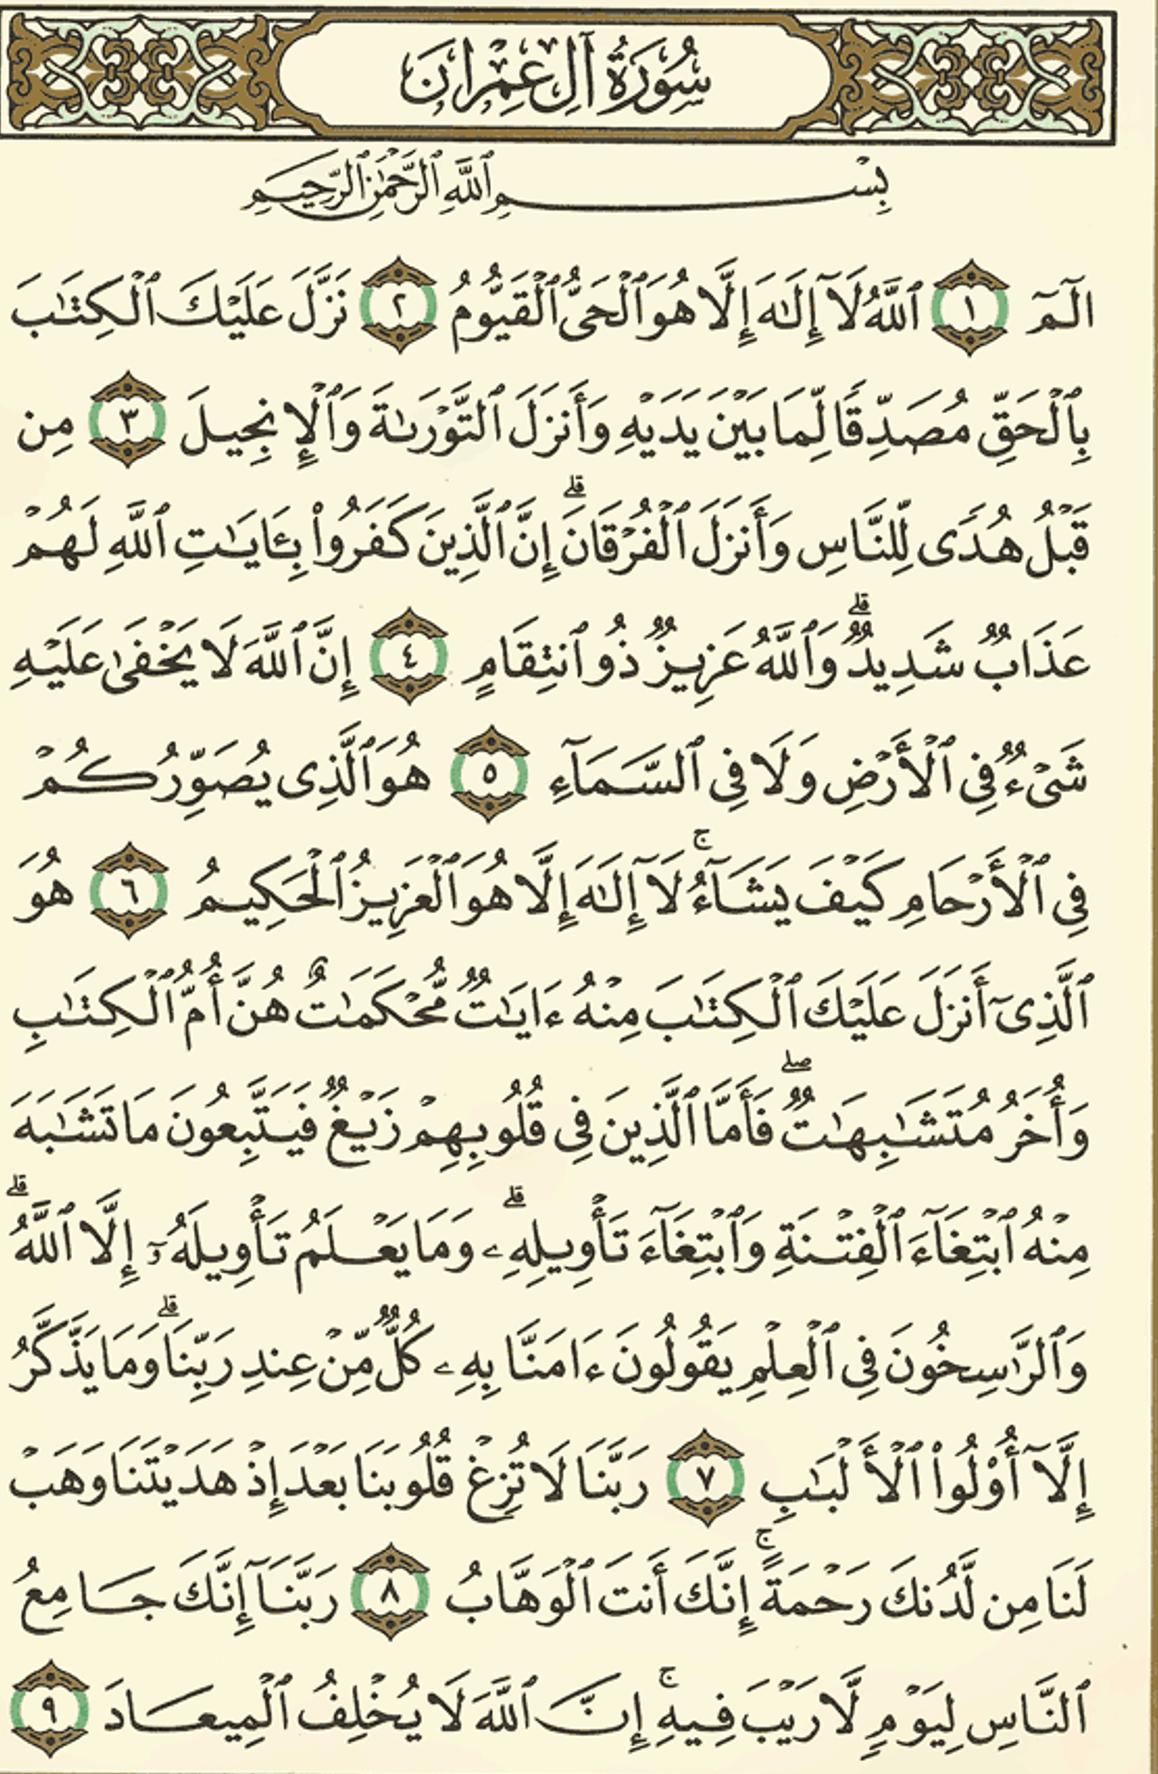 سُورَةُ آلِ عِمْرَانَ
بِسْمِ ٱللَّهِ ٱلرَّحْمَٰنِ ٱلرَّحِيمِ
الٓمٓ ١ ٱللَّهُ لَآ إِلَٰهَ إِلَّا هُوَ ٱلْحَىُّ ٱلْقَيُّومُ ٢ نَزَّلَ عَلَيْكَ ٱلْكِتَٰبَ
بِٱلْحَقِّ مُصَدِّقًا لِّمَا بَيْنَ يَدَيْهِ وَأَنزَلَ ٱلتَّوْرَىٰةَ وَٱلْإِنجِيلَ ٣ مِن
قَبْلُ هُدًى لِّلنَّاسِ وَأَنزَلَ ٱلْفُرْقَانَ ۗ إِنَّ ٱلَّذِينَ كَفَرُوا۟ بِـَٔايَٰتِ ٱللَّهِ لَهُمْ
عَذَابٌ شَدِيدٌ ۗ وَٱللَّهُ عَزِيزٌ ذُو ٱنتِقَامٍ ٤ إِنَّ ٱللَّهَ لَا يَخْفَىٰ عَلَيْهِ
شَىْءٌ فِى ٱلْأَرْضِ وَلَا فِى ٱلسَّمَآءِ ٥ هُوَ ٱلَّذِى يُصَوِّرُكُمْ
فِى ٱلْأَرْحَامِ كَيْفَ يَشَآءُ ۚ لَآ إِلَٰهَ إِلَّا هُوَ ٱلْعَزِيزُ ٱلْحَكِيمُ ٦ هُوَ
ٱلَّذِىٓ أَنزَلَ عَلَيْكَ ٱلْكِتَٰبَ مِنْهُ ءَايَٰتٌ مُّحْكَمَٰتٌ هُنَّ أُمُّ ٱلْكِتَٰبِ
وَأُخَرُ مُتَشَٰبِهَٰتٌ ۖ فَأَمَّا ٱلَّذِينَ فِى قُلُوبِهِمْ زَيْغٌ فَيَتَّبِعُونَ مَا تَشَٰبَهَ
مِنْهُ ٱبْتِغَآءَ ٱلْفِتْنَةِ وَٱبْتِغَآءَ تَأْوِيلِهِۦ ۗ وَمَا يَعْلَمُ تَأْوِيلَهُۥٓ إِلَّا ٱللَّهُ ۗ
وَٱلرَّٰسِخُونَ فِى ٱلْعِلْمِ يَقُولُونَ ءَامَنَّا بِهِۦ كُلٌّ مِّنْ عِندِ رَبِّنَا ۗ وَمَا يَذَّكَّرُ
إِلَّآ أُو۟لُوا۟ ٱلْأَلْبَٰبِ ٧ رَبَّنَا لَا تُزِغْ قُلُوبَنَا بَعْدَ إِذْ هَدَيْتَنَا وَهَبْ
لَنَا مِن لَّدُنكَ رَحْمَةً ۚ إِنَّكَ أَنتَ ٱلْوَهَّابُ ٨ رَبَّنَآ إِنَّكَ جَامِعُ
ٱلنَّاسِ لِيَوْمٍ لَّا رَيْبَ فِيهِ ۚ إِنَّ ٱللَّهَ لَا يُخْلِفُ ٱلْمِيعَادَ ٩